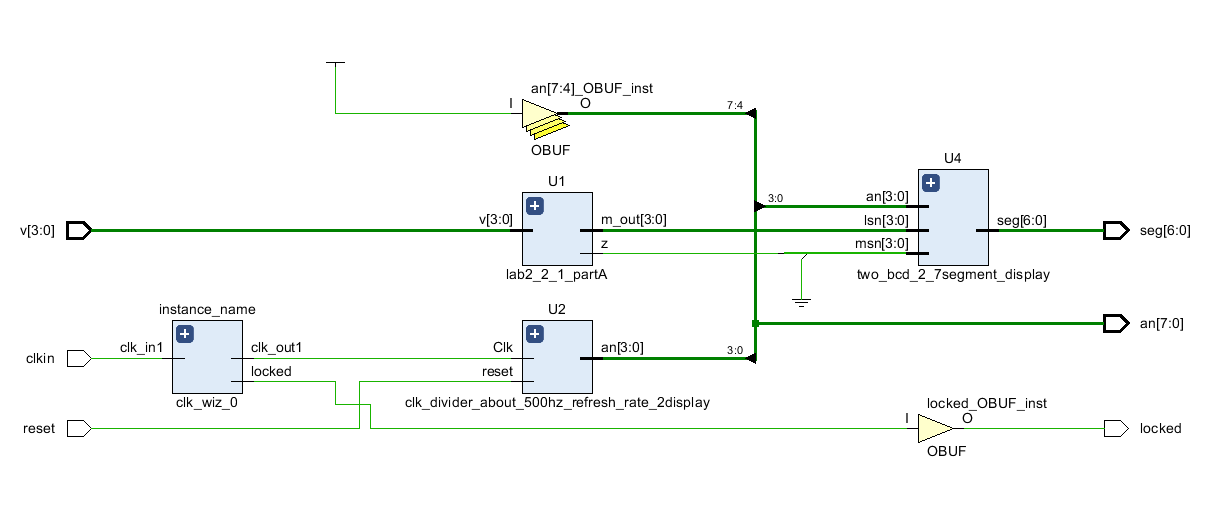 an[7:4]_OBUF_inst
I
O
7:4
OBUF
U4
U1
3:0
an[3:0]
v[3:0]
v[3:0]
m_out[3:0]
lsn[3:0]
seg[6:0]
seg[6:0]
z
msn[3:0]
lab2_2_1_partA
two_bcd_2_7segment_display
instance_name
U2
an[7:0]
clkin
clk_in1
clk_out1
Clk
an[3:0]
3:0
locked
reset
clk_wiz_0
clk_divider_about_500hz_refresh_rate_2display
locked_OBUF_inst
reset
I
O
locked
OBUF